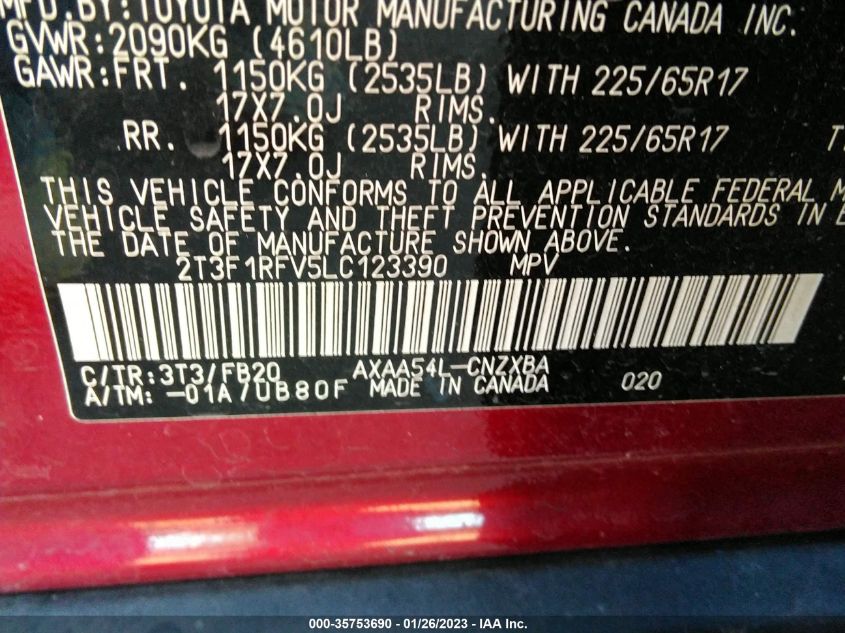 MFD.BY:TOYOTA MOTOR MANUFACTURING CANADA INC.
GVWR:2090KG (4610LB)
GAWR:FRT. 1150KG (2535LB) WITH 225/65R17
17X7.0J RIMS.
RR. 1150KG (2535LB) WITH 225/65R17
17X7.0J RIMS.
THIS VEHICLE CONFORMS TO ALL APPLICABLE FEDERAL M
VEHICLE SAFETY AND THEFT PREVENTION STANDARDS IN E
THE DATE OF MANUFACTURE SHOWN ABOVE.
2T3F1RFV5LC123390 MPV
C/TR:3T3/FB20 AXAA54L-CNZXBA
A/TM:-01A/UB80F MADE IN CANADA 020
000-35753690 - 01/26/2023 - IAA Inc.